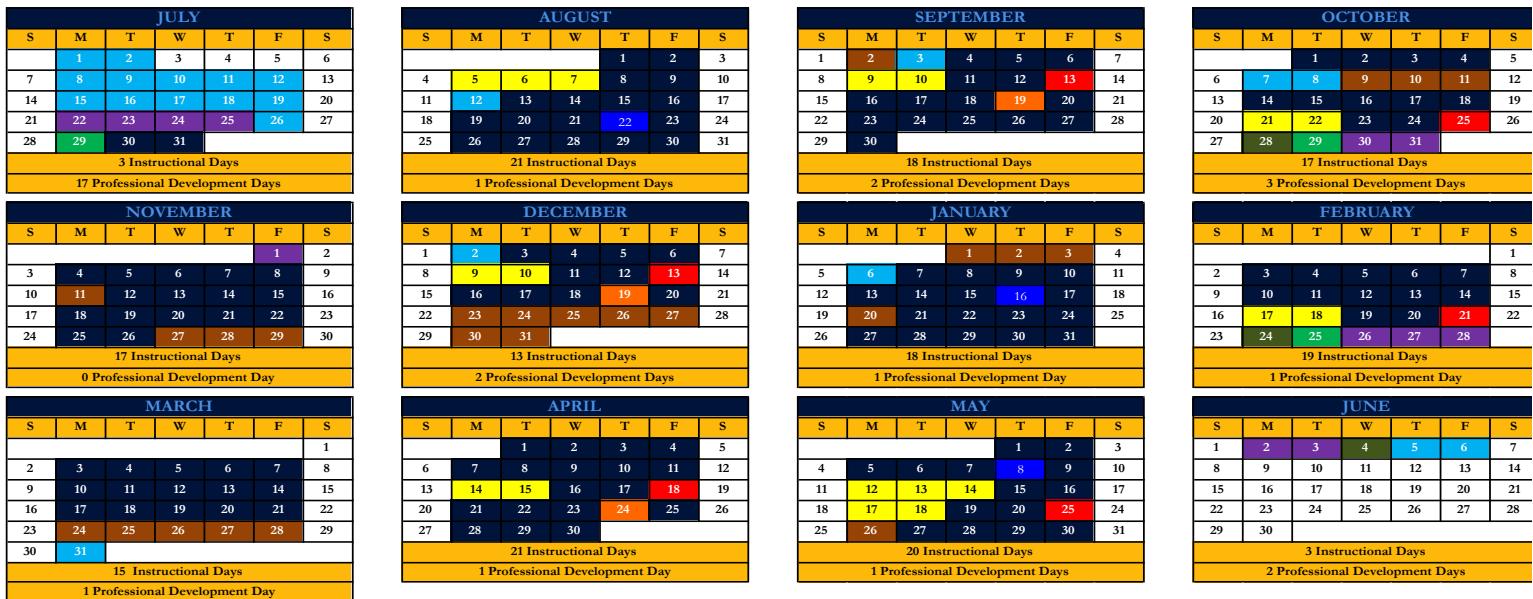 JULY
S M T W T F S
1 2 3 4 5 6
7 8 9 10 11 12 13
14 15 16 17 18 19 20
21 22 23 24 25 26 27
28 29 30 31
3 Instructional Days
17 Professional Development Days
AUGUST
S M T W T F S
1 2 3
4 5 6 7 8 9 10
11 12 13 14 15 16 17
18 19 20 21 22 23 24
25 26 27 28 29 30 31
21 Instructional Days
1 Professional Development Days
SEPTEMBER
S M T W T F S
1 2 3 4 5 6 7
8 9 10 11 12 13 14
15 16 17 18 19 20 21
22 23 24 25 26 27 28
29 30
18 Instructional Days
2 Professional Development Days
OCTOBER
S M T W T F S
1 2 3 4 5
6 7 8 9 10 11 12
13 14 15 16 17 18 19
20 21 22 23 24 25 26
27 28 29 30 31
17 Instructional Days
3 Professional Development Days
NOVEMBER
S M T W T F S
1 2
3 4 5 6 7 8 9
10 11 12 13 14 15 16
17 18 19 20 21 22 23
24 25 26 27 28 29 30
17 Instructional Days
0 Professional Development Day
DECEMBER
S M T W T F S
1 2 3 4 5 6 7
8 9 10 11 12 13 14
15 16 17 18 19 20 21
22 23 24 25 26 27 28
29 30 31
13 Instructional Days
2 Professional Development Days
JANUARY
S M T W T F S
1 2 3 4
5 6 7 8 9 10 11
12 13 14 15 16 17 18
19 20 21 22 23 24 25
26 27 28 29 30 31
18 Instructional Days
1 Professional Development Day
FEBRUARY
S M T W T F S
1
2 3 4 5 6 7 8
9 10 11 12 13 14 15
16 17 18 19 20 21 22
23 24 25 26 27 28
19 Instructional Days
1 Professional Development Day
MARCH
S M T W T F S
1
2 3 4 5 6 7 8
9 10 11 12 13 14 15
16 17 18 19 20 21 22
23 24 25 26 27 28 29
30 31
15 Instructional Days
1 Professional Development Day
APRIL
S M T W T F S
1 2 3 4 5
6 7 8 9 10 11 12
13 14 15 16 17 18 19
20 21 22 23 24 25 26
27 28 29 30
21 Instructional Days
1 Professional Development Day
MAY
S M T W T F S
1 2 3
4 5 6 7 8 9 10
11 12 13 14 15 16 17
18 17 18 19 20 25 24
25 26 27 28 29 30 31
20 Instructional Days
1 Professional Development Days
JUNE
S M T W T F S
1 2 3 4 5 6 7
8 9 10 11 12 13 14
15 16 17 18 19 20 21
22 23 24 25 26 27 28
29 30
3 Instructional Days
2 Professional Development Days